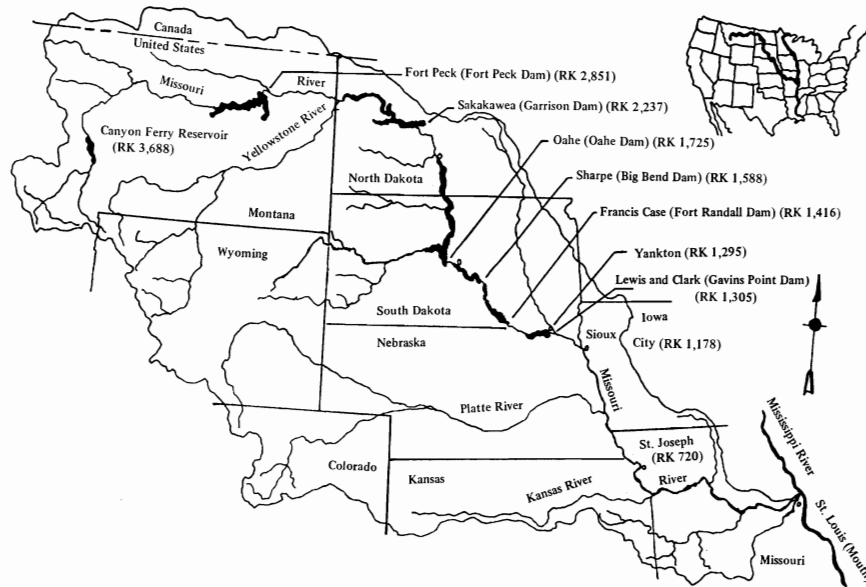 Canada
United States
Missouri
River
Fort Peck (Fort Peck Dam) (RK 2,851)
Sakakawea (Garrison Dam) (RK 2,237)
Canyon Ferry Reservoir
(RK 3,688)
Yellowstone River
Oahe (Oahe Dam) (RK 1,725)
North Dakota
Sharpe (Big Bend Dam) (RK 1,588)
Montana
Francis Case (Fort Randall Dam) (RK 1,416)
Wyoming
Yankton (RK 1,295)
Lewis and Clark (Gavins Point Dam)
(RK 1,305)
South Dakota
Iowa
Nebraska
Sioux
City (RK 1,178)
Missouri
Platte River
Mississippi River
St. Joseph
(RK 720)
Colorado
Kansas
Kansas River
River
St. Louis (Mouth
Missouri